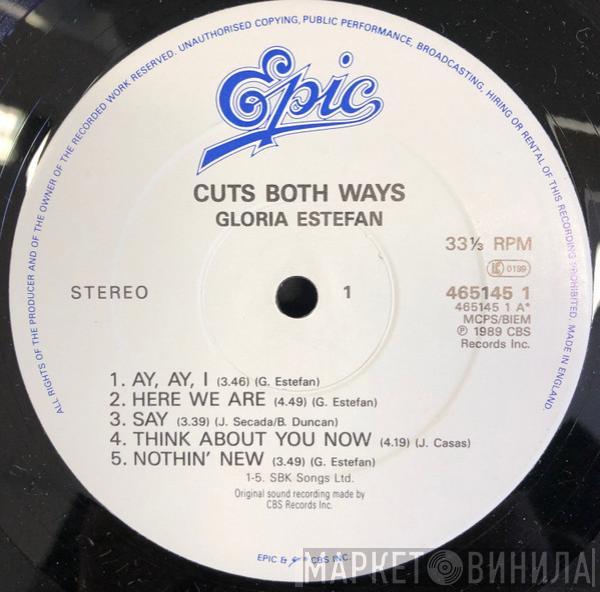 ALL RIGHTS OF THE PRODUCER AND OF THE OWNER OF THE RECORDED WORK RESERVED. UNAUTHORISED COPYING, PUBLIC PERFORMANCE, BROADCASTING, HIRING OR RENTAL OF THIS RECORDING PROHIBITED. MADE IN ENGLAND.
Epic
CUTS BOTH WAYS
GLORIA ESTEFAN
33⅓ RPM
LC 0199
STEREO
1
465145 1
465145 1 A*
MCPS/BIEM
℗ 1989 CBS
Records Inc.
1. AY, AY, I (3.46) (G. Estefan)
2. HERE WE ARE (4.49) (G. Estefan)
3. SAY (3.39) (J. Secada/B. Duncan)
4. THINK ABOUT YOU NOW (4.19) (J. Casas)
5. NOTHIN' NEW (3.49) (G. Estefan)
1-5. SBK Songs Ltd.
Original sound recording made by
CBS Records Inc.
EPIC & ® CBS INC.
МАРКЕТ ВИНИЛА